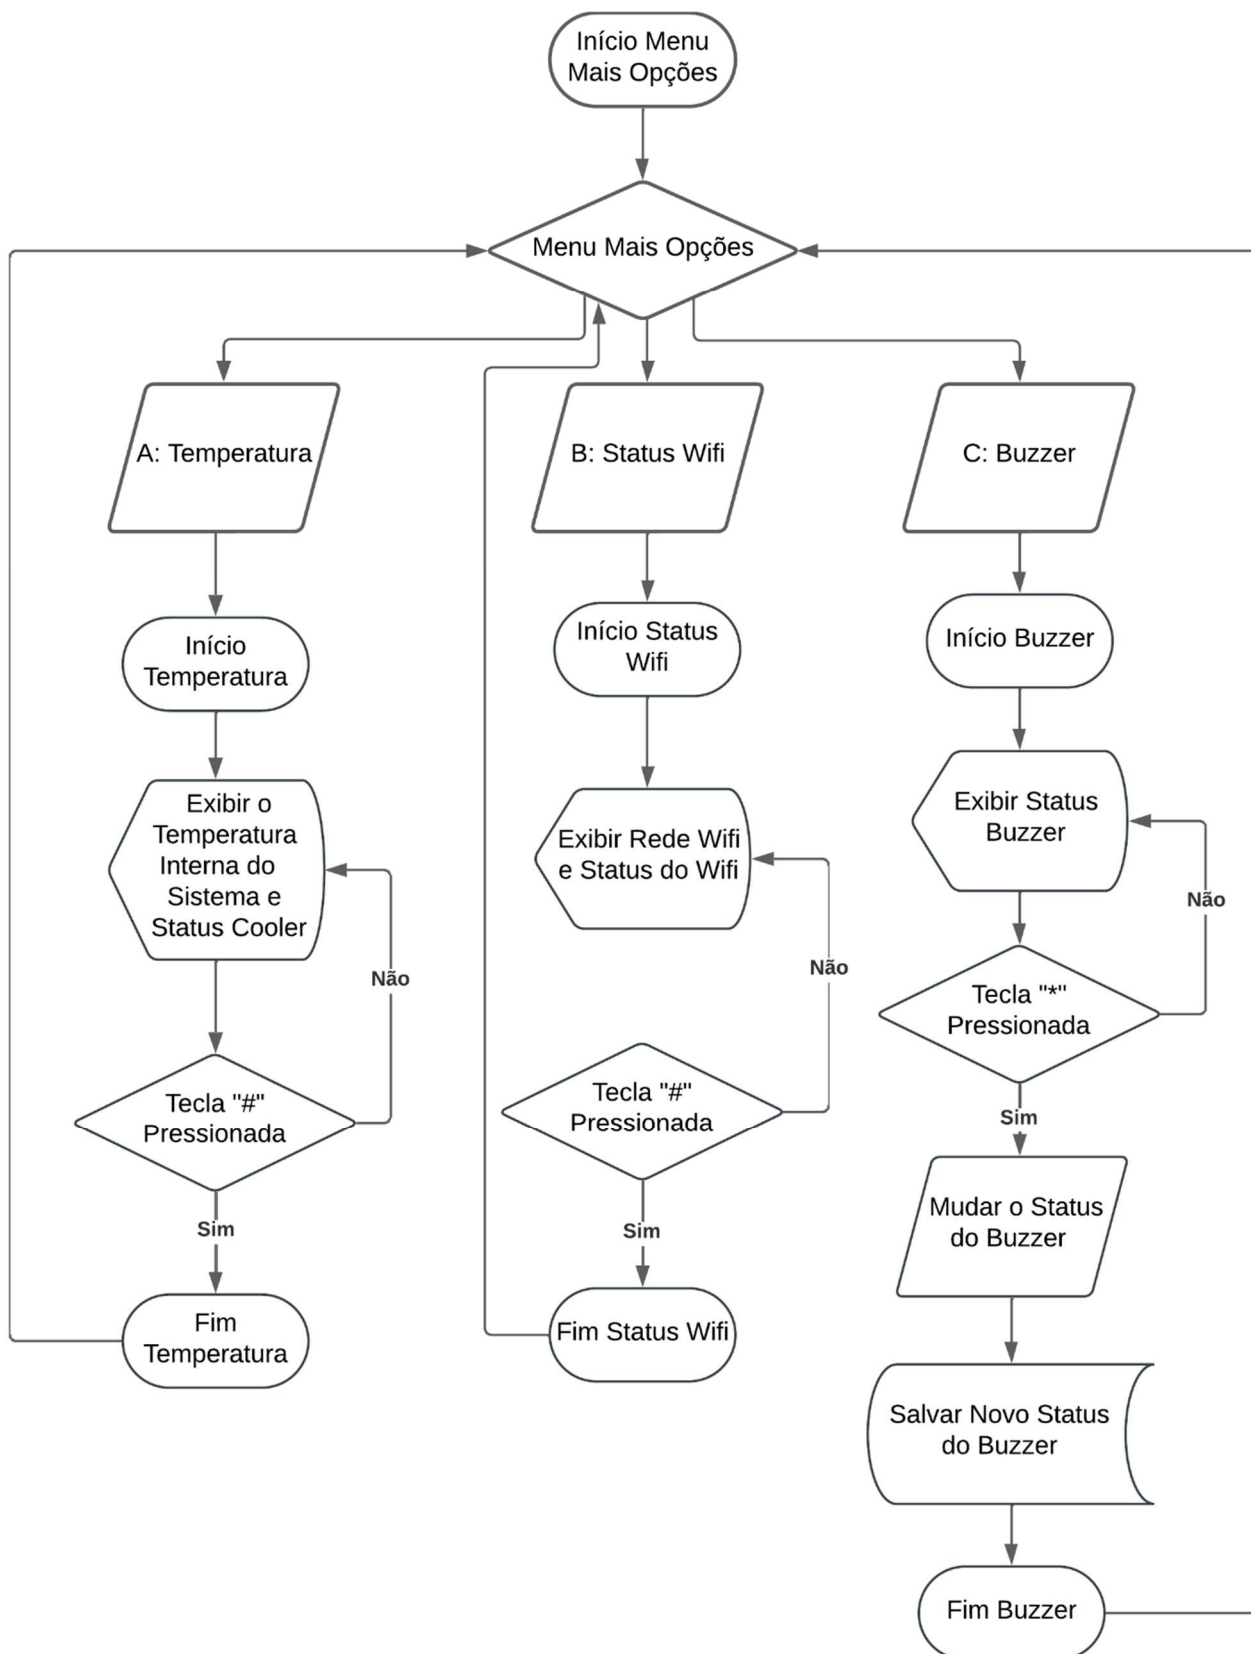 Início Menu
Mais Opções
Menu Mais Opções
A: Temperatura
B: Status Wifi
C: Buzzer
Início
Temperatura
Início Status
Wifi
Início Buzzer
Exibir o
Temperatura
Interna do
Sistema e
Status Cooler
Exibir Rede Wifi
e Status do Wifi
Exibir Status
Buzzer
Não
Não
Não
Tecla "#"
Pressionada
Tecla "#"
Pressionada
Tecla "*"
Pressionada
Sim
Sim
Sim
Mudar o Status
do Buzzer
Fim
Temperatura
Fim Status Wifi
Salvar Novo Status
do Buzzer
Fim Buzzer